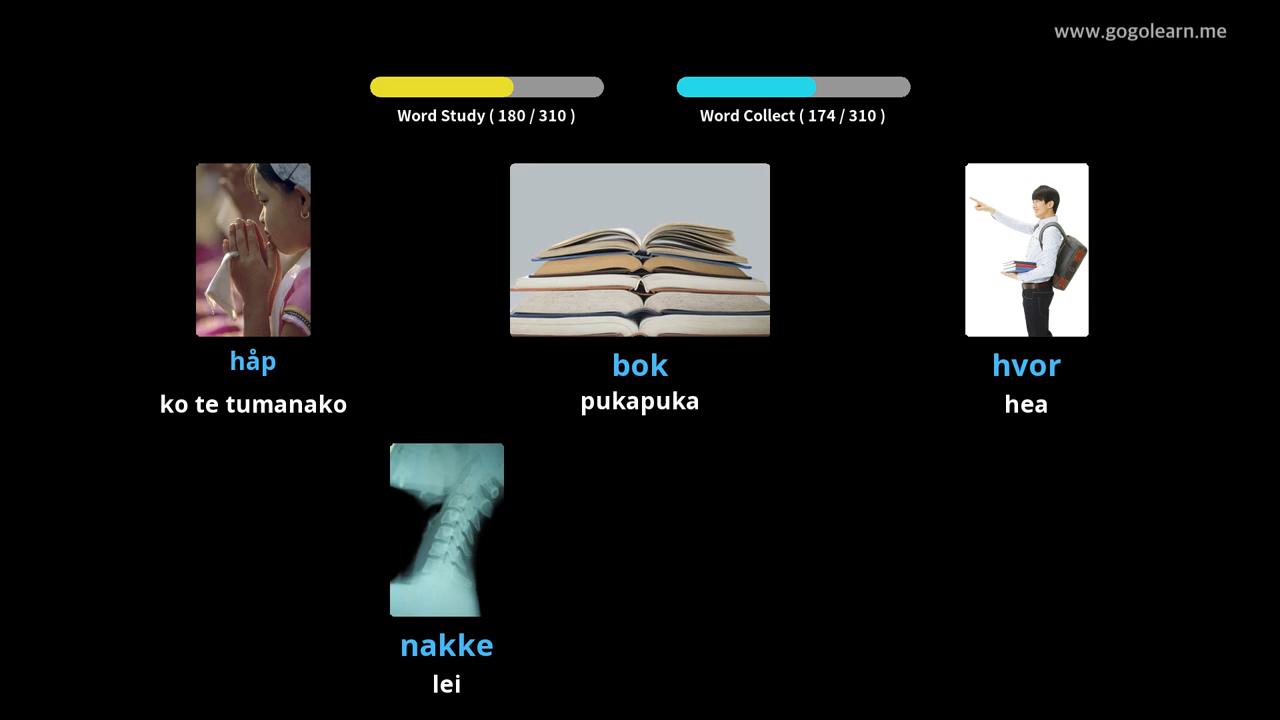 www.gogolearn.me
Word Study ( 180 / 310 )
Word Collect ( 174 / 310 )
håp
ko te tumanako
bok
pukapuka
hvor
hea
nakke
lei